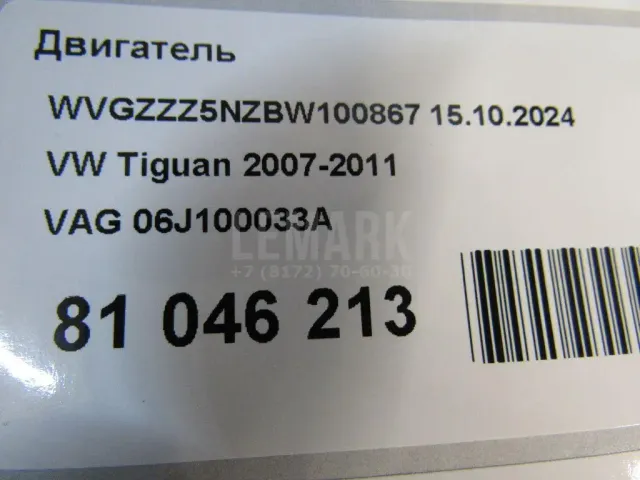 Двигатель
WVGZZZ5NZBW100867 15.10.2024
VW Tiguan 2007-2011
VAG 06J100033A
LEMARK
+7 (8172) 70-60-30
81 046 213